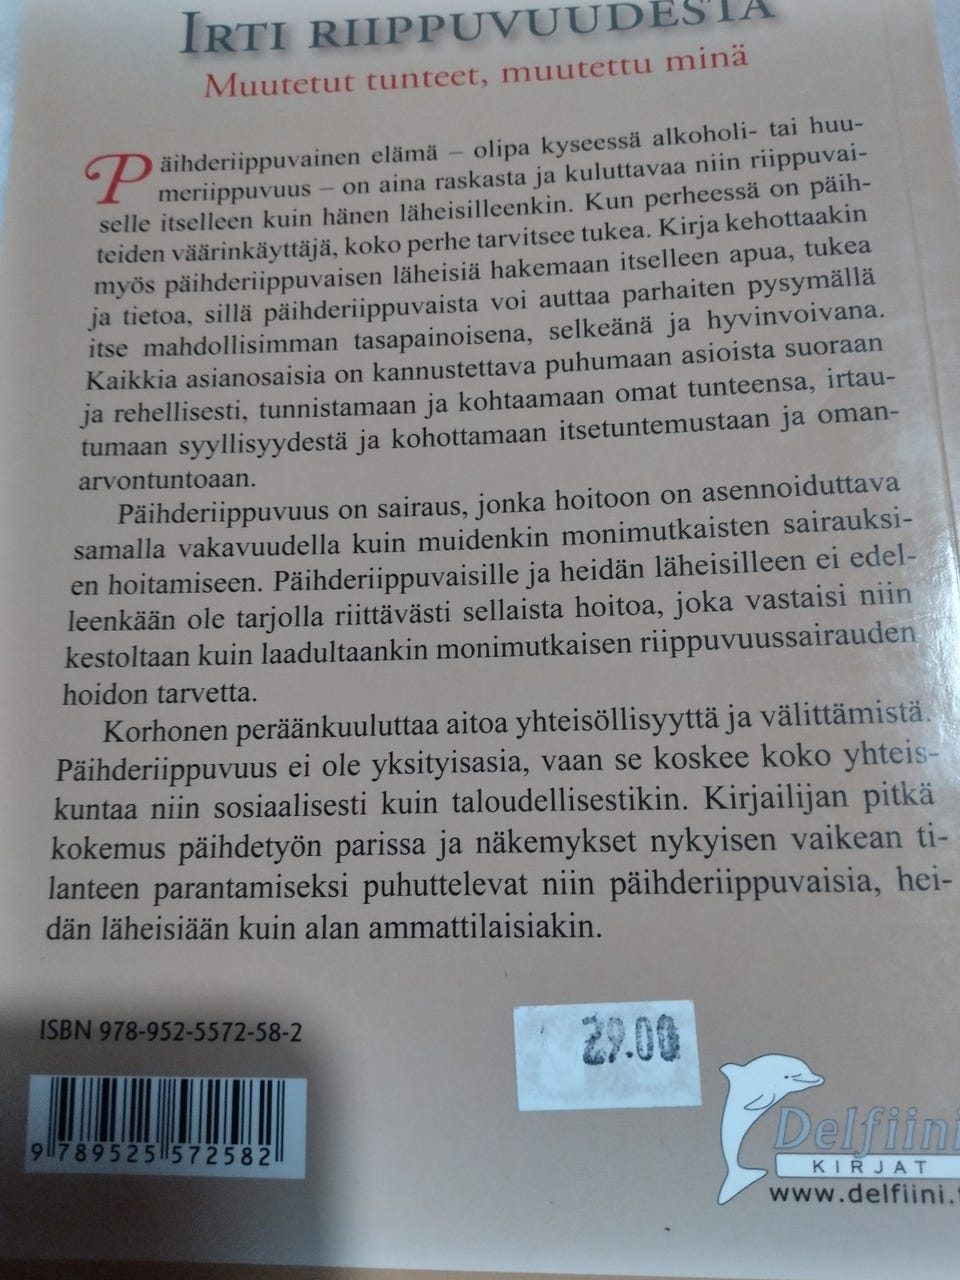 IRTI RIIPPUVUUDESTA
Muutetut tunteet, muutettu minä
Päihderiippuvainen elämä – olipa kyseessä alkoholi- tai huu-
meriippuvuus – on aina raskasta ja kuluttavaa niin riippuvai-
selle itselleen kuin hänen läheisilleenkin. Kun perheessä on päih-
teiden väärinkäyttäjä, koko perhe tarvitsee tukea. Kirja kehottaakin
myös päihderiippuvaisen läheisiä hakemaan itselleen apua, tukea
ja tietoa, sillä päihderiippuvaista voi auttaa parhaiten pysymällä
itse mahdollisimman tasapainoisena, selkeänä ja hyvinvoivana.
Kaikkia asianosaisia on kannustettava puhumaan asioista suoraan
ja rehellisesti, tunnistamaan ja kohtaamaan omat tunteensa, irtau-
tumaan syyllisyydestä ja kohottamaan itsetuntemustaan ja oman-
arvontuntoaan.
Päihderiippuvuus on sairaus, jonka hoitoon on asennoiduttava
samalla vakavuudella kuin muidenkin monimutkaisten sairauksi-
en hoitamiseen. Päihderiippuvaisille ja heidän läheisilleen ei edel-
leenkään ole tarjolla riittävästi sellaista hoitoa, joka vastaisi niin
kestoltaan kuin laadultaankin monimutkaisen riippuvuussairauden
hoidon tarvetta.
Korhonen peräänkuuluttaa aitoa yhteisöllisyyttä ja välittämistä.
Päihderiippuvuus ei ole yksityisasia, vaan se koskee koko yhteis-
kuntaa niin sosiaalisesti kuin taloudellisestikin. Kirjailijan pitkä
kokemus päihdetyön parissa ja näkemykset nykyisen vaikean ti-
lanteen parantamiseksi puhuttelevat niin päihderiippuvaisia, hei-
dän läheisiään kuin alan ammattilaisiakin.
ISBN 978-952-5572-58-2
29.00
9 789525 572582
Delfiini
KIRJAT
www.delfiini.f